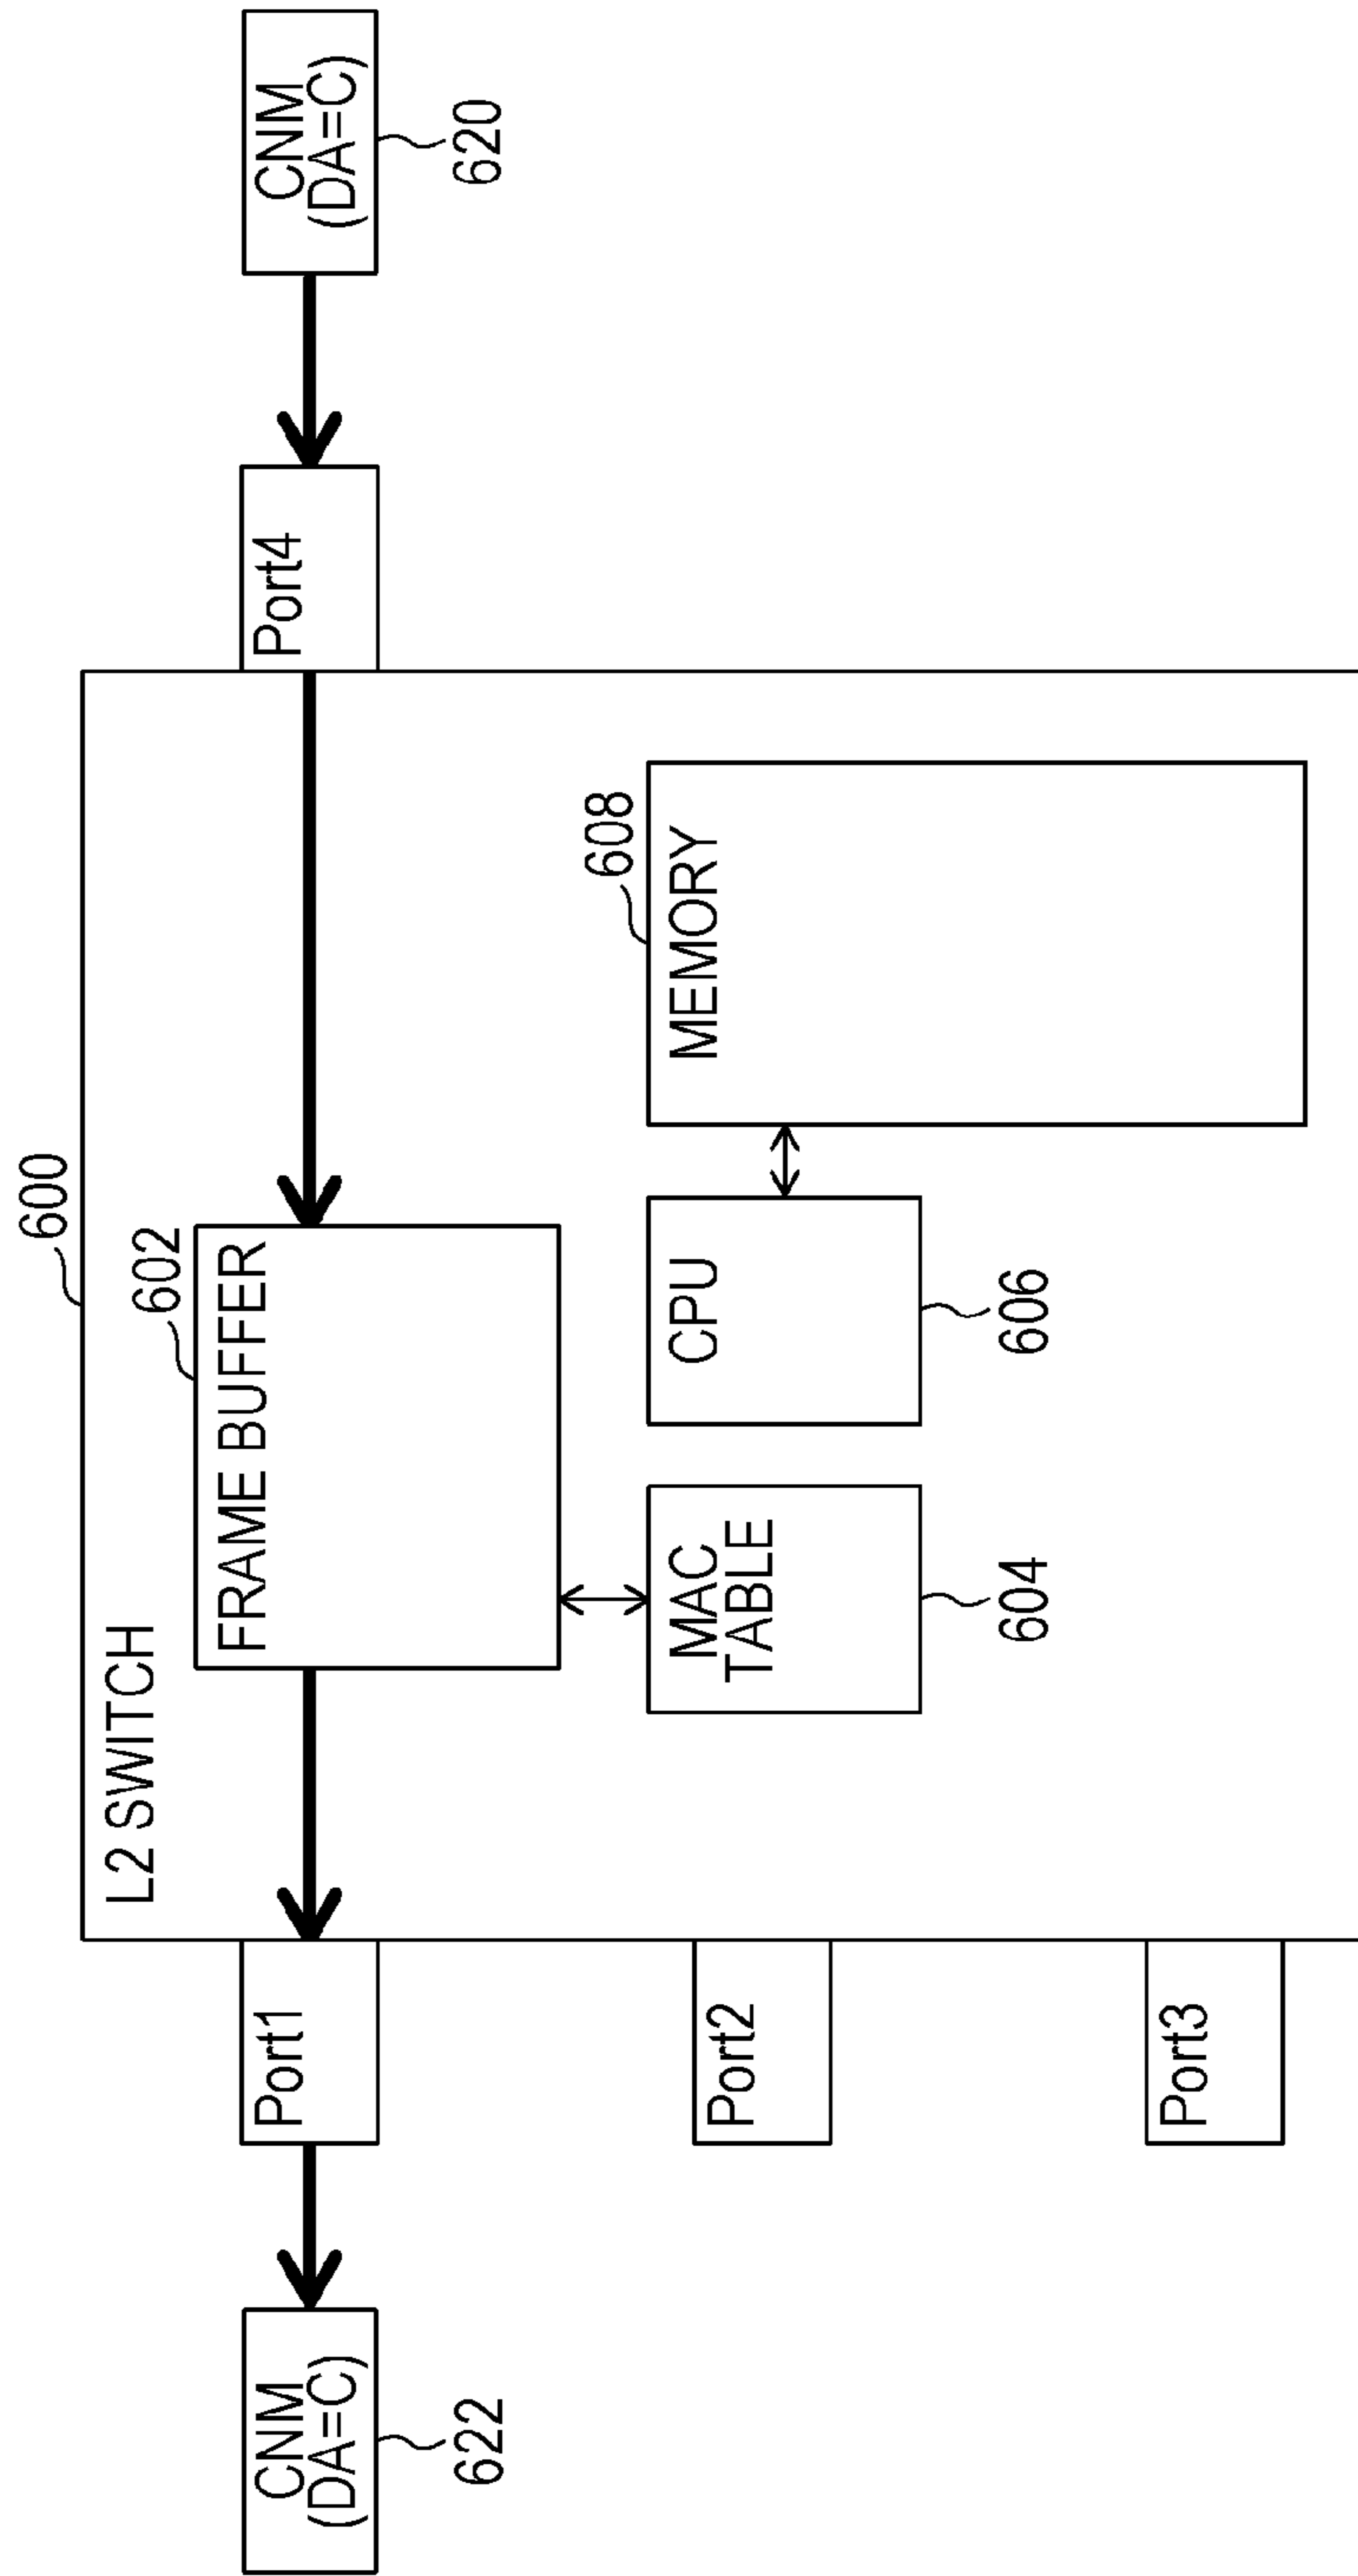 600
L2 SWITCH
602
FRAME BUFFER
CNM
(DA=C)
622
Port1
Port4
CNM
(DA=C)
620
608
MAC
TABLE
604
CPU
606
MEMORY
Port2
Port3